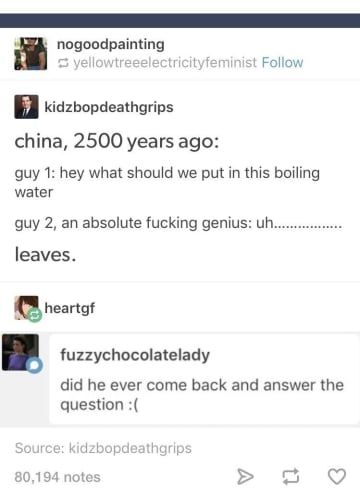 nogoodpainting
yellowtreeelectricityfeminist Follow
kidzbopdeathgrips
china, 2500 years ago:
guy 1: hey what should we put in this boiling
water
guy 2, an absolute fucking genius: uh.................
leaves.
heartgf
fuzzychocolatelady
did he ever come back and answer the
question :(
Source: kidzbopdeathgrips
80,194 notes